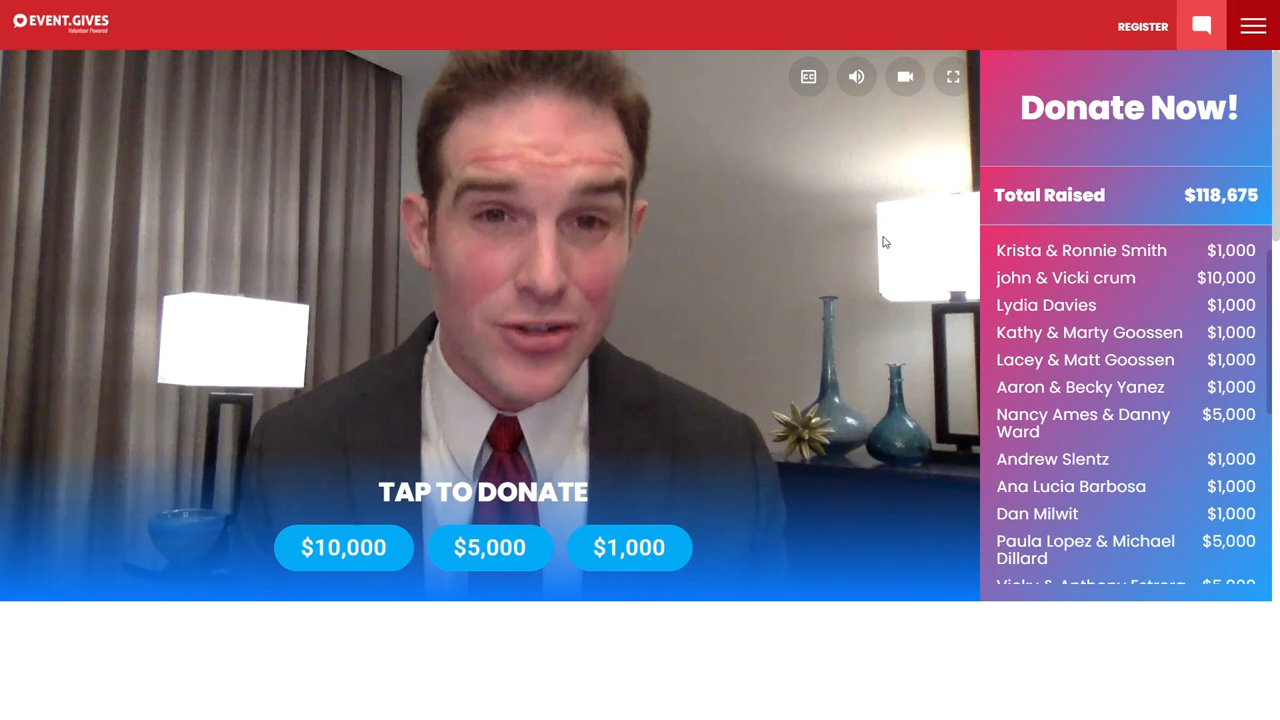 EVENT.GIVES
Volunteer Powered
REGISTER
CC
Donate Now!
Total Raised $118,675
Krista & Ronnie Smith $1,000
john & Vicki crum $10,000
Lydia Davies $1,000
Kathy & Marty Goossen $1,000
Lacey & Matt Goossen $1,000
Aaron & Becky Yanez $1,000
Nancy Ames & Danny $5,000
Ward
Andrew Slentz $1,000
Ana Lucia Barbosa $1,000
Dan Milwit $1,000
Paula Lopez & Michael $5,000
Dillard
TAP TO DONATE
$10,000 $5,000 $1,000